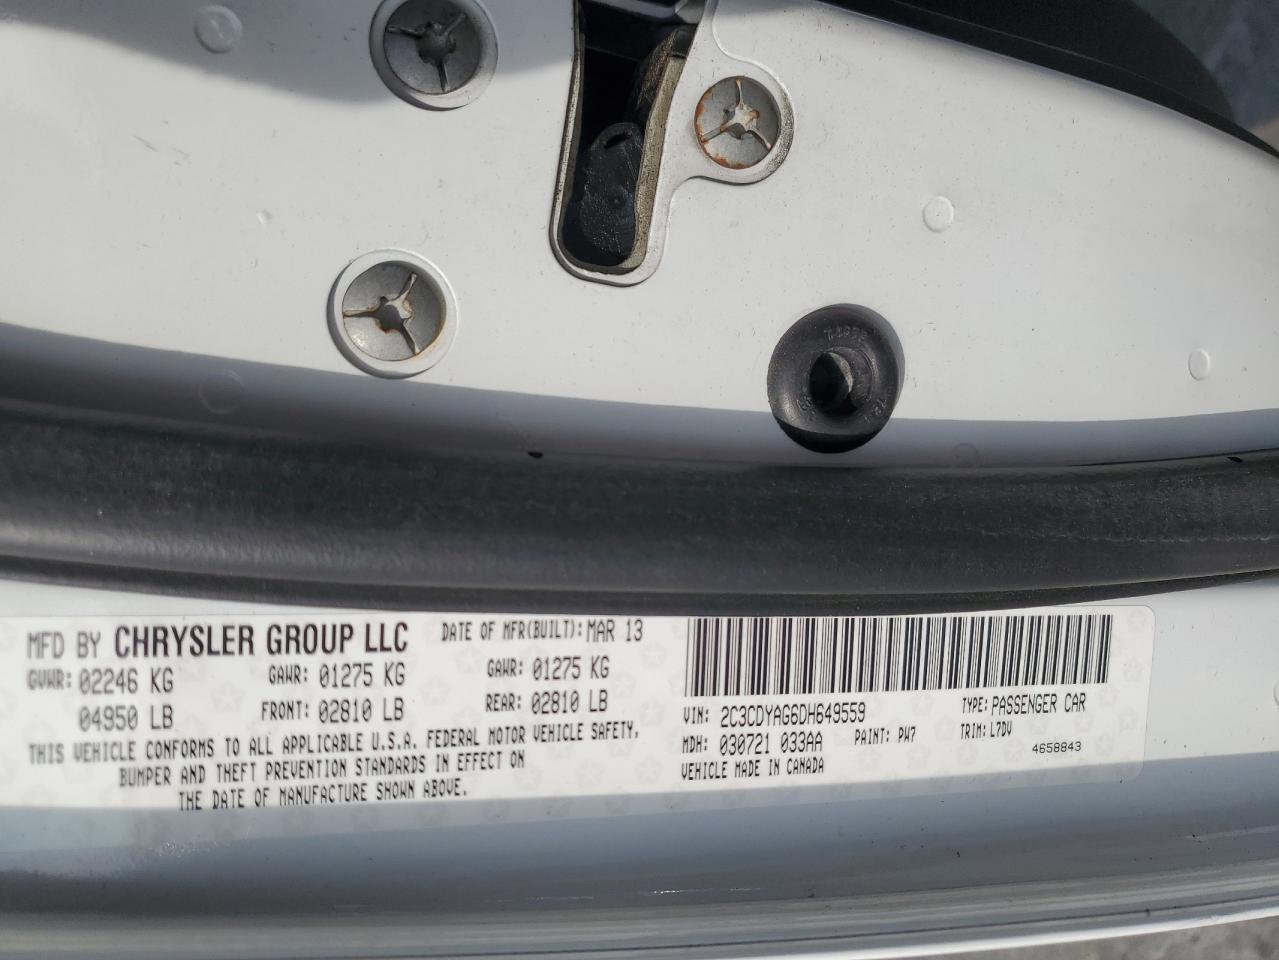 MFD BY CHRYSLER GROUP LLC DATE OF MFR(BUILT): MAR 13
GVWR: 02246 KG GAWR: 01275 KG GAWR: 01275 KG
04950 LB FRONT: 02810 LB REAR: 02810 LB
THIS VEHICLE CONFORMS TO ALL APPLICABLE U.S.A. FEDERAL MOTOR VEHICLE SAFETY,
BUMPER AND THEFT PREVENTION STANDARDS IN EFFECT ON
THE DATE OF MANUFACTURE SHOWN ABOVE.
VIN: 2C3CDYAG6DH649559 TYPE: PASSENGER CAR
MDH: 030721 033AA PAINT: PW7 TRIM: L7DV
VEHICLE MADE IN CANADA 4658843